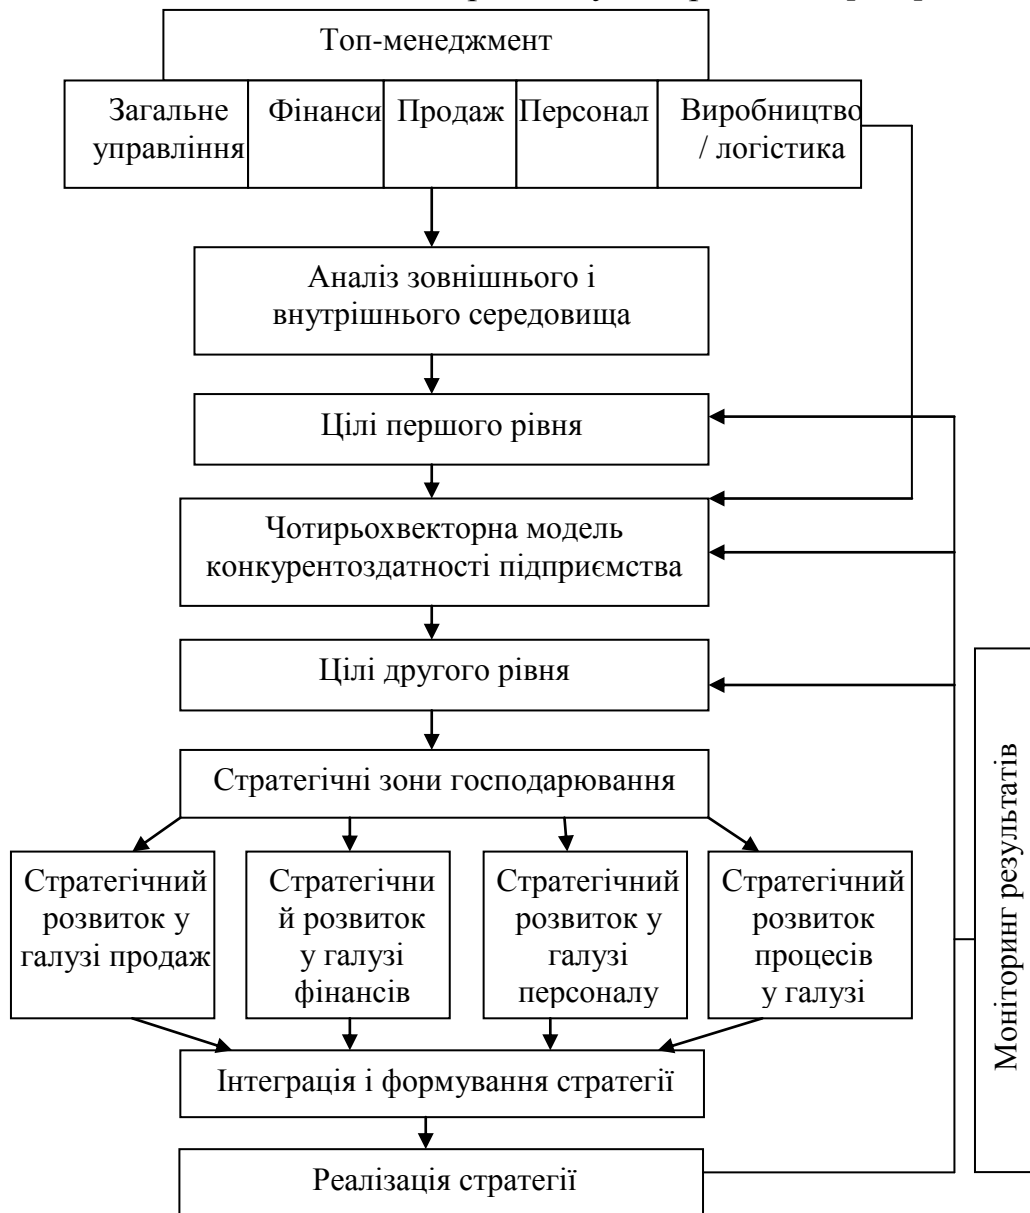 Топ-менеджмент
Загальне
управління
Фінанси
Продаж
Персонал
Виробництво
/ логістика
Аналіз зовнішнього і
внутрішнього середовища
Цілі першого рівня
Чотирьохвекторна модель
конкурентоздатності підприємства
Цілі другого рівня
Стратегічні зони господарювання
Стратегічний
розвиток у
галузі продаж
Стратегічни
й розвиток
у галузі
фінансів
Стратегічний
розвиток у
галузі
персоналу
Стратегічний
розвиток
процесів
у галузі
Інтеграція і формування стратегії
Реалізація стратегії
Моніторинг результатів